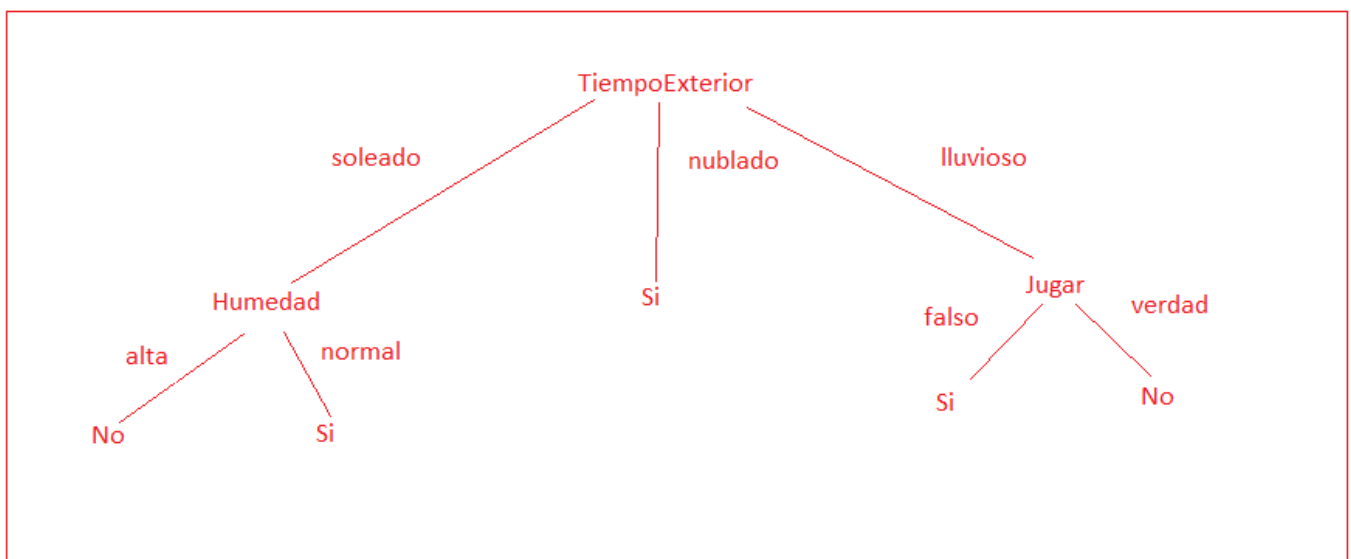 TiempoExterior
soleado
nublado
lluvioso
Humedad
Si
Jugar
alta
normal
falso
verdad
No
Si
Si
No